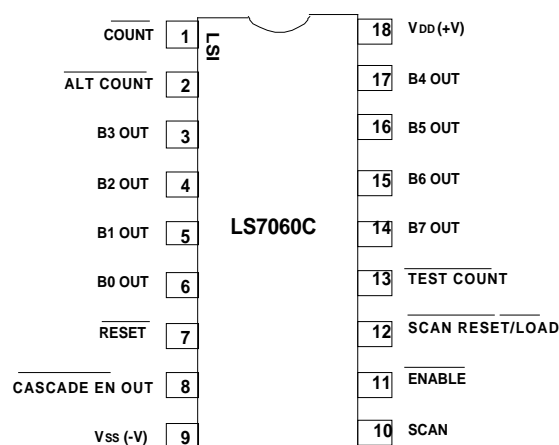 COUNT 1 18 VDD (+V)
LSI
ALT COUNT 2 17 B4 OUT
B3 OUT 3 16 B5 OUT
B2 OUT 4 15 B6 OUT
LS7060C
B1 OUT 5 14 B7 OUT
B0 OUT 6 13 TEST COUNT
RESET 7 12 SCAN RESET/LOAD
CASCADE EN OUT 8 11 ENABLE
VSS (-V) 9 10 SCAN